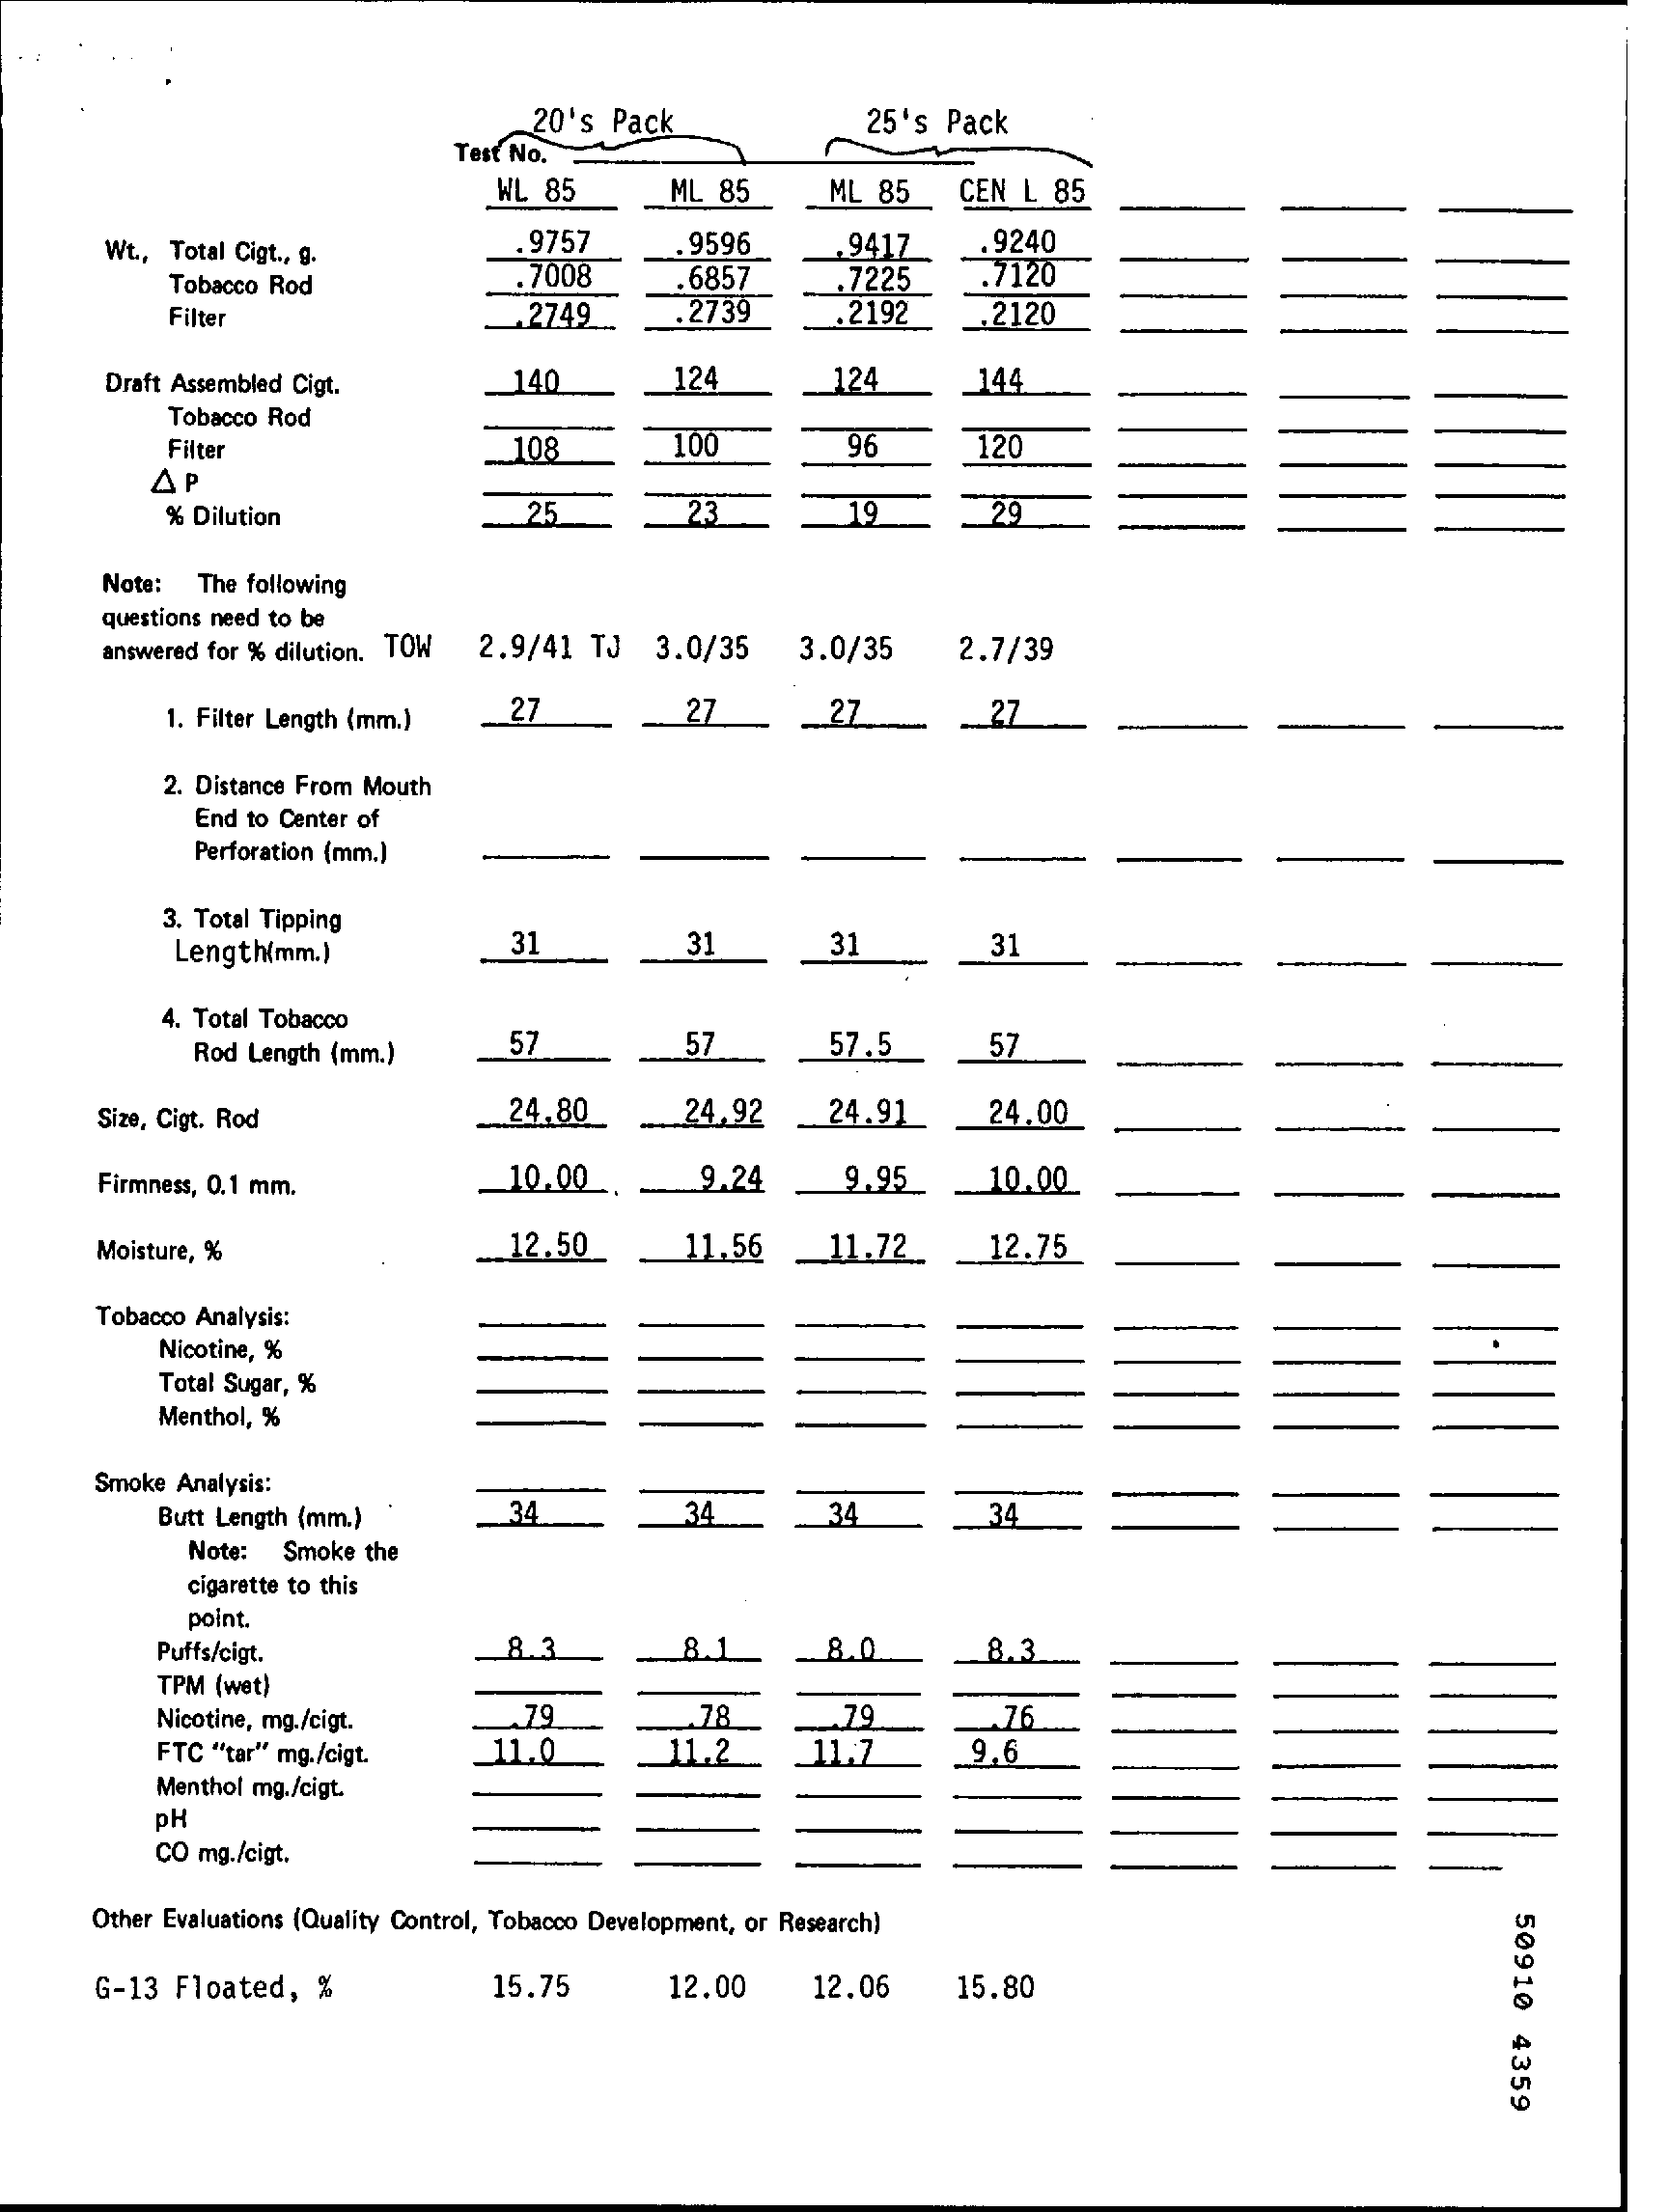 20's Pack 25's Pack
Test No.
WL 85 ML 85 ML 85 CEN L 85
Wt., Total Cigt., g. .9757 .9596 .9417 .9240
Tobacco Rod .7008 .6857 .7225 .7120
Filter .2749 .2739 .2192 .2120
Draft Assembled Cigt. 140 124 124 144
Tobacco Rod
Filter 108 100 96 120
Δ P
% Dilution 25 23 19 29
Note: The following
questions need to be
answered for % dilution. TOW 2.9/41 TJ 3.0/35 3.0/35 2.7/39
1. Filter Length (mm.) 27 27 27 27
2. Distance From Mouth
End to Center of
Perforation (mm.)
3. Total Tipping
Length(mm.) 31 31 31 31
4. Total Tobacco
Rod Length (mm.) 57 57 57.5 57
Size, Cigt. Rod 24.80 24.92 24.91 24.00
Firmness, 0.1 mm. 10.00 9.24 9.95 10.00
Moisture, % 12.50 11.56 11.72 12.75
Tobacco Analysis:
Nicotine, %
Total Sugar, %
Menthol, %
Smoke Analysis:
Butt Length (mm.) 34 34 34 34
Note: Smoke the
cigarette to this
point.
Puffs/cigt. 8.3 8.1 8.0 8.3
TPM (wet)
Nicotine, mg./cigt. .79 .78 .79 .76
FTC "tar" mg./cigt. 11.0 11.2 11.7 9.6
Menthol mg./cigt.
pH
CO mg./cigt.
Other Evaluations (Quality Control, Tobacco Development, or Research)
G-13 Floated, % 15.75 12.00 12.06 15.80
50910 4359